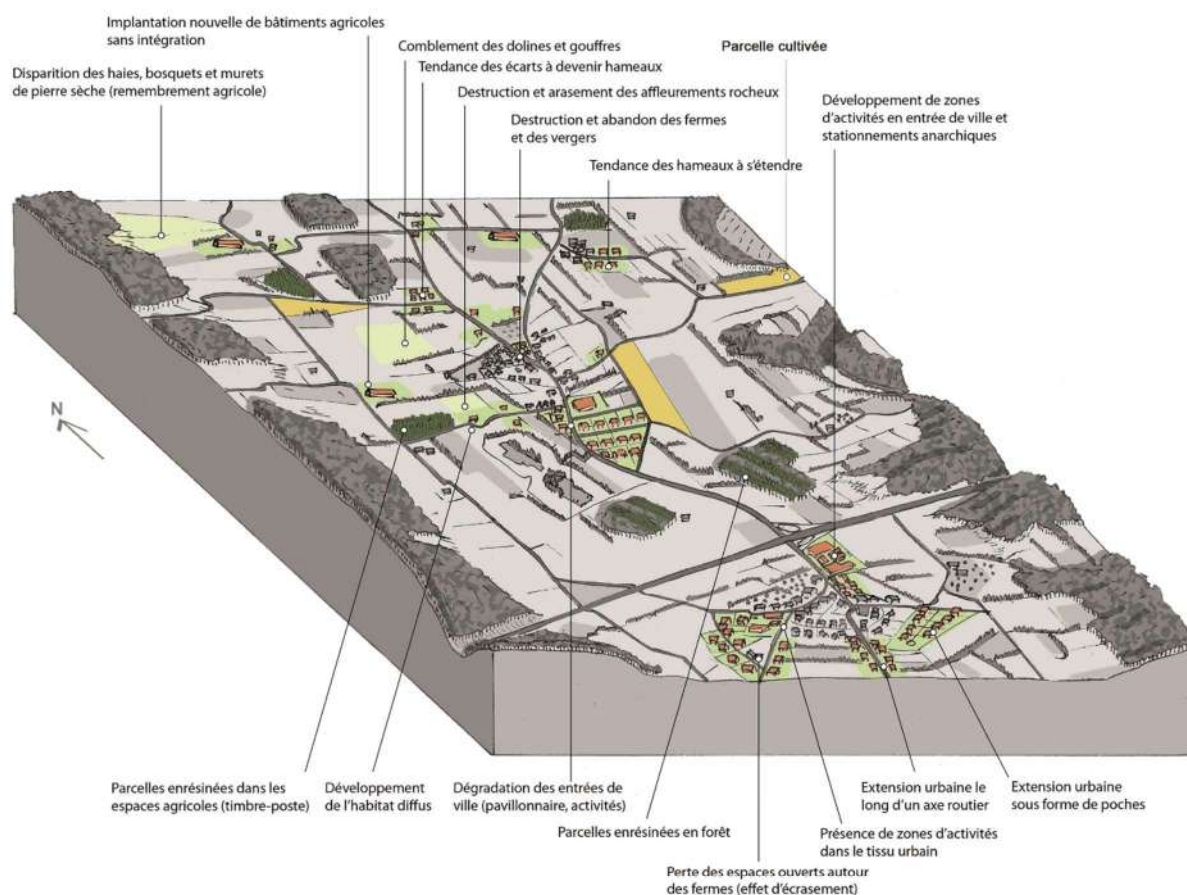 Implantation nouvelle de bâtiments agricoles
sans intégration
Disparition des haies, bosquets et murets
de pierre sèche (remembrement agricole)
Comblement des dolines et gouffres
Tendance des écarts à devenir hameaux
Destruction et arasement des affleurements rocheux
Destruction et abandon des fermes
et des vergers
Tendance des hameaux à s'étendre
Parcelle cultivée
Développement de zones
d'activités en entrée de ville et
stationnements anarchiques
N
Parcelles enrésinées dans les
espaces agricoles (timbre-poste)
Développement
de l'habitat diffus
Dégradation des entrées de
ville (pavillonnaire, activités)
Parcelles enrésinées en forêt
Perte des espaces ouverts autour
des fermes (effet d'écrasement)
Présence de zones d'activités
dans le tissu urbain
Extension urbaine le
long d'un axe routier
Extension urbaine
sous forme de poches